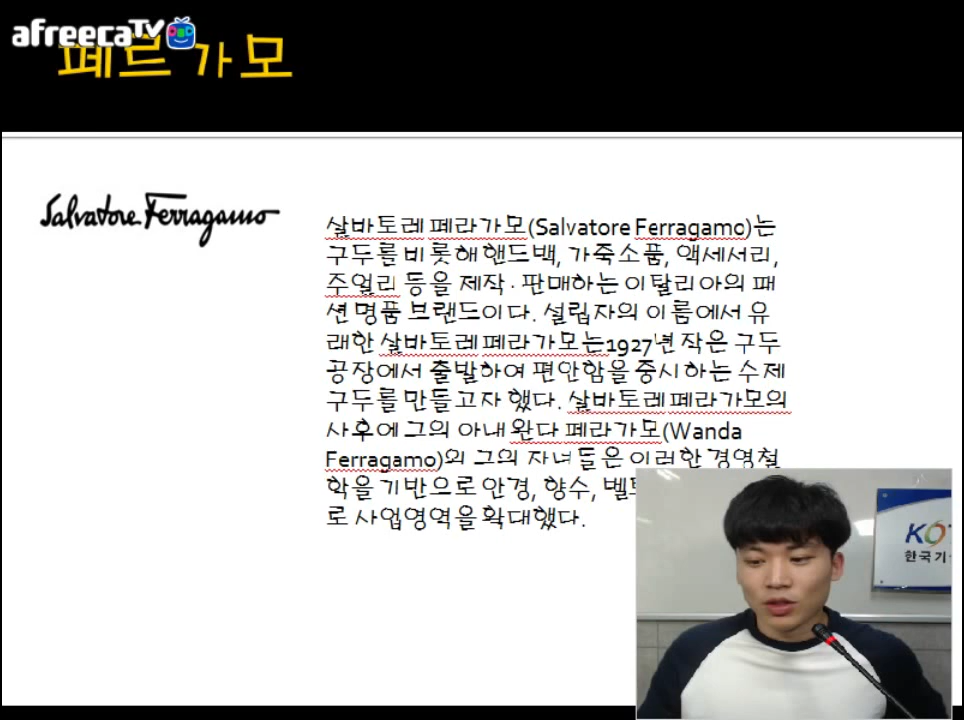 afreecaTV
페르가모
Salvatore Ferragamo
살바토레 페라가모(Salvatore Ferragamo)는
구두를 비롯해 핸드백, 가죽소품, 액세서리,
주얼리 등을 제작·판매하는 이탈리아의 패
션 명품 브랜드이다. 설립자의 이름에서 유
래한 살바토레 페라가모는1927년 작은 구두
공장에서 출발하여 편안함을 중시하는 수제
구두를 만들고자 했다. 살바토레 페라가모의
사후에 그의 아내 완다 페라가모(Wanda
Ferragamo)의 그의 자녀들은 이러한 경영철
학을 기반으로 안경, 향수,
로 사업영역을 확대했다.
한국기